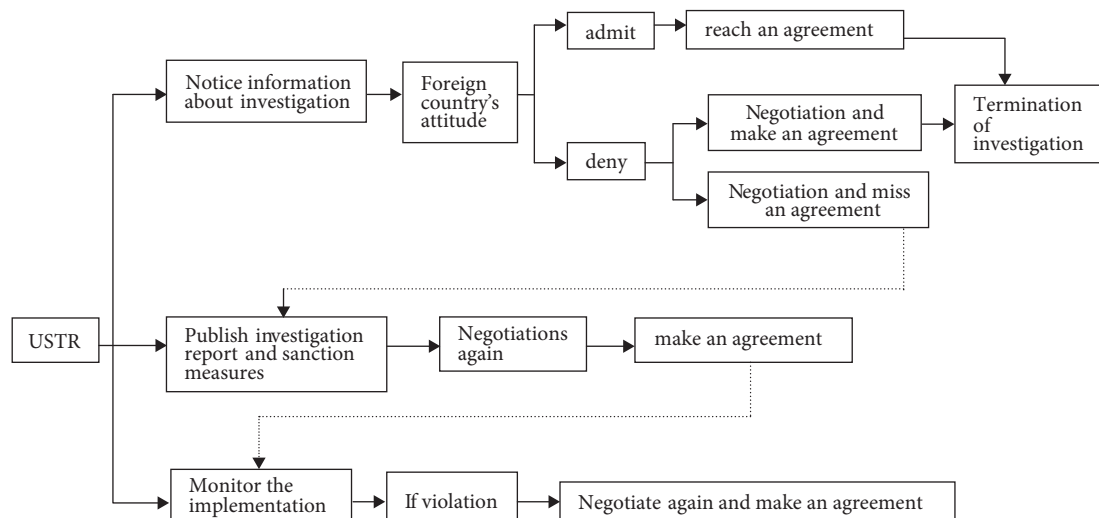 admit
reach an agreement
Notice information
about investigation
Foreign
country's
attitude
Negotiation and
make an agreement
Termination
of
investigation
deny
Negotiation and miss
an agreement
USTR
Publish investigation
report and sanction
measures
Negotiations
again
make an agreement
Monitor the
implementation
If violation
Negotiate again and make an agreement